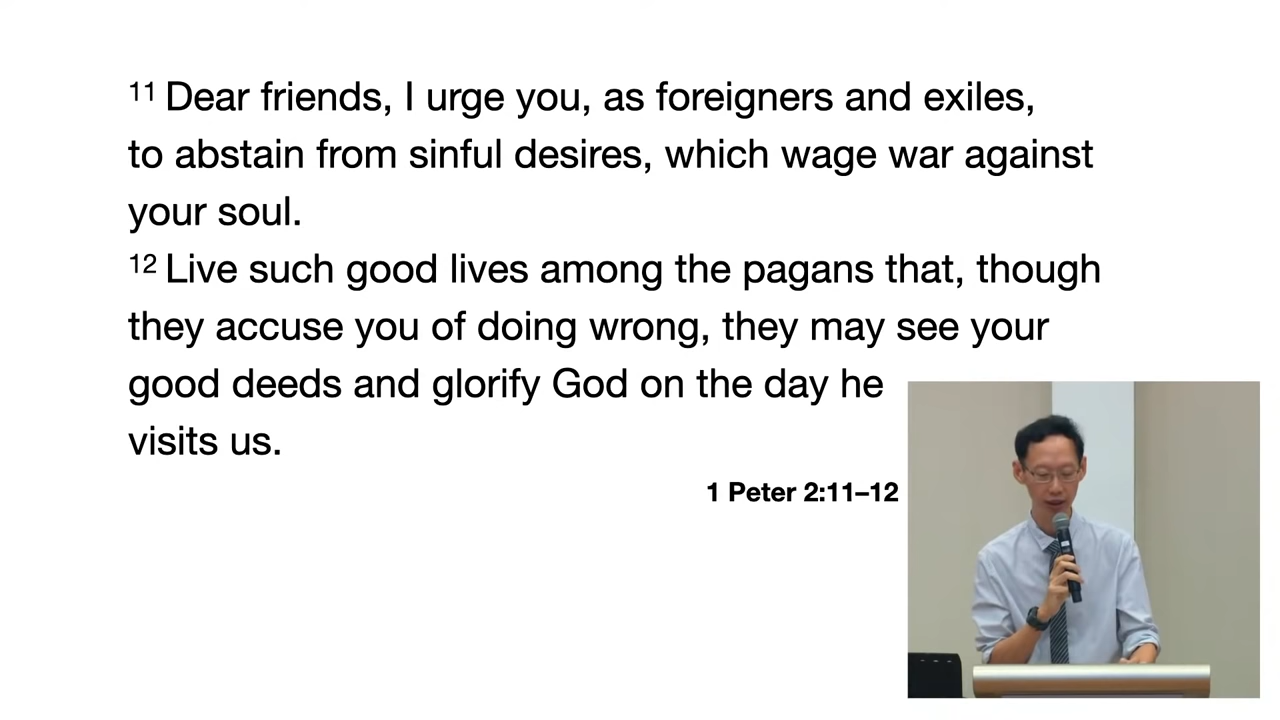 11 Dear friends, I urge you, as foreigners and exiles,
to abstain from sinful desires, which wage war against
your soul.
12 Live such good lives among the pagans that, though
they accuse you of doing wrong, they may see your
good deeds and glorify God on the day he
visits us.
1 Peter 2:11–12